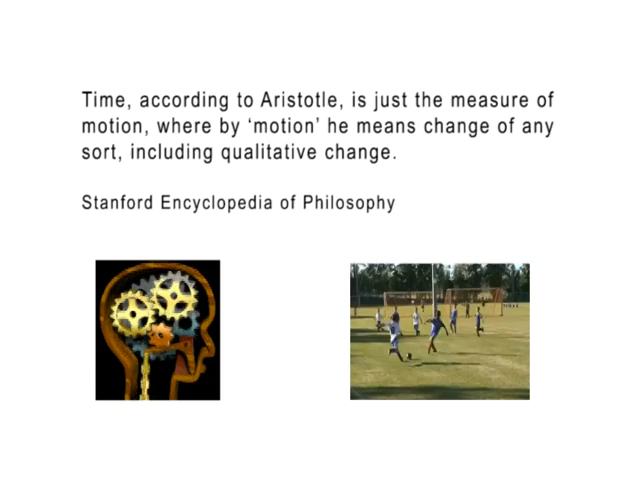 Time, according to Aristotle, is just the measure of
motion, where by ‘motion’ he means change of any
sort, including qualitative change.
Stanford Encyclopedia of Philosophy